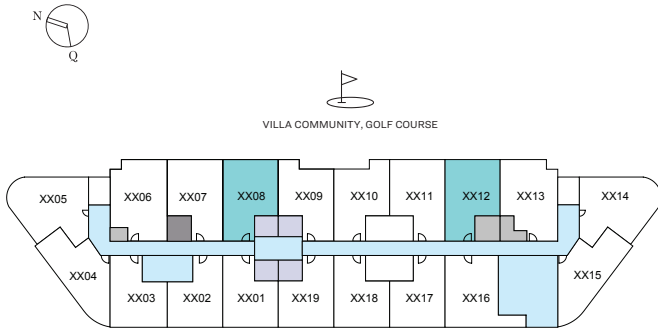 N
Q
VILLA COMMUNITY, GOLF COURSE
XX05 XX06 XX07 XX08 XX09 XX10 XX11 XX12 XX13 XX14
XX04 XX15
XX03 XX02 XX01 XX19 XX18 XX17 XX16